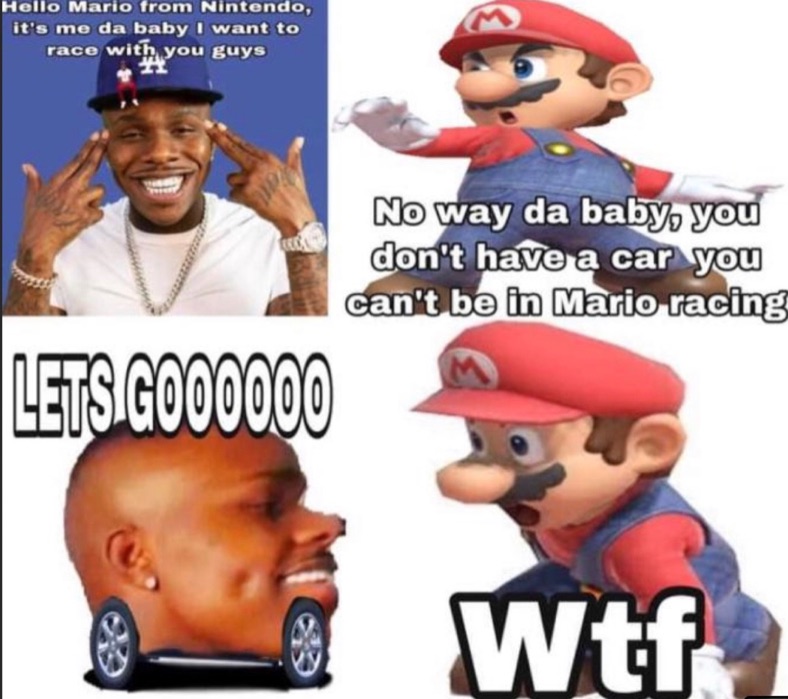 Hello Mario from Nintendo,
it's me da baby I want to
race with you guys
LA
M
No way da baby, you
don't have a car you
can't be in Mario racing
LETS GOOOOOO
M
Wtf